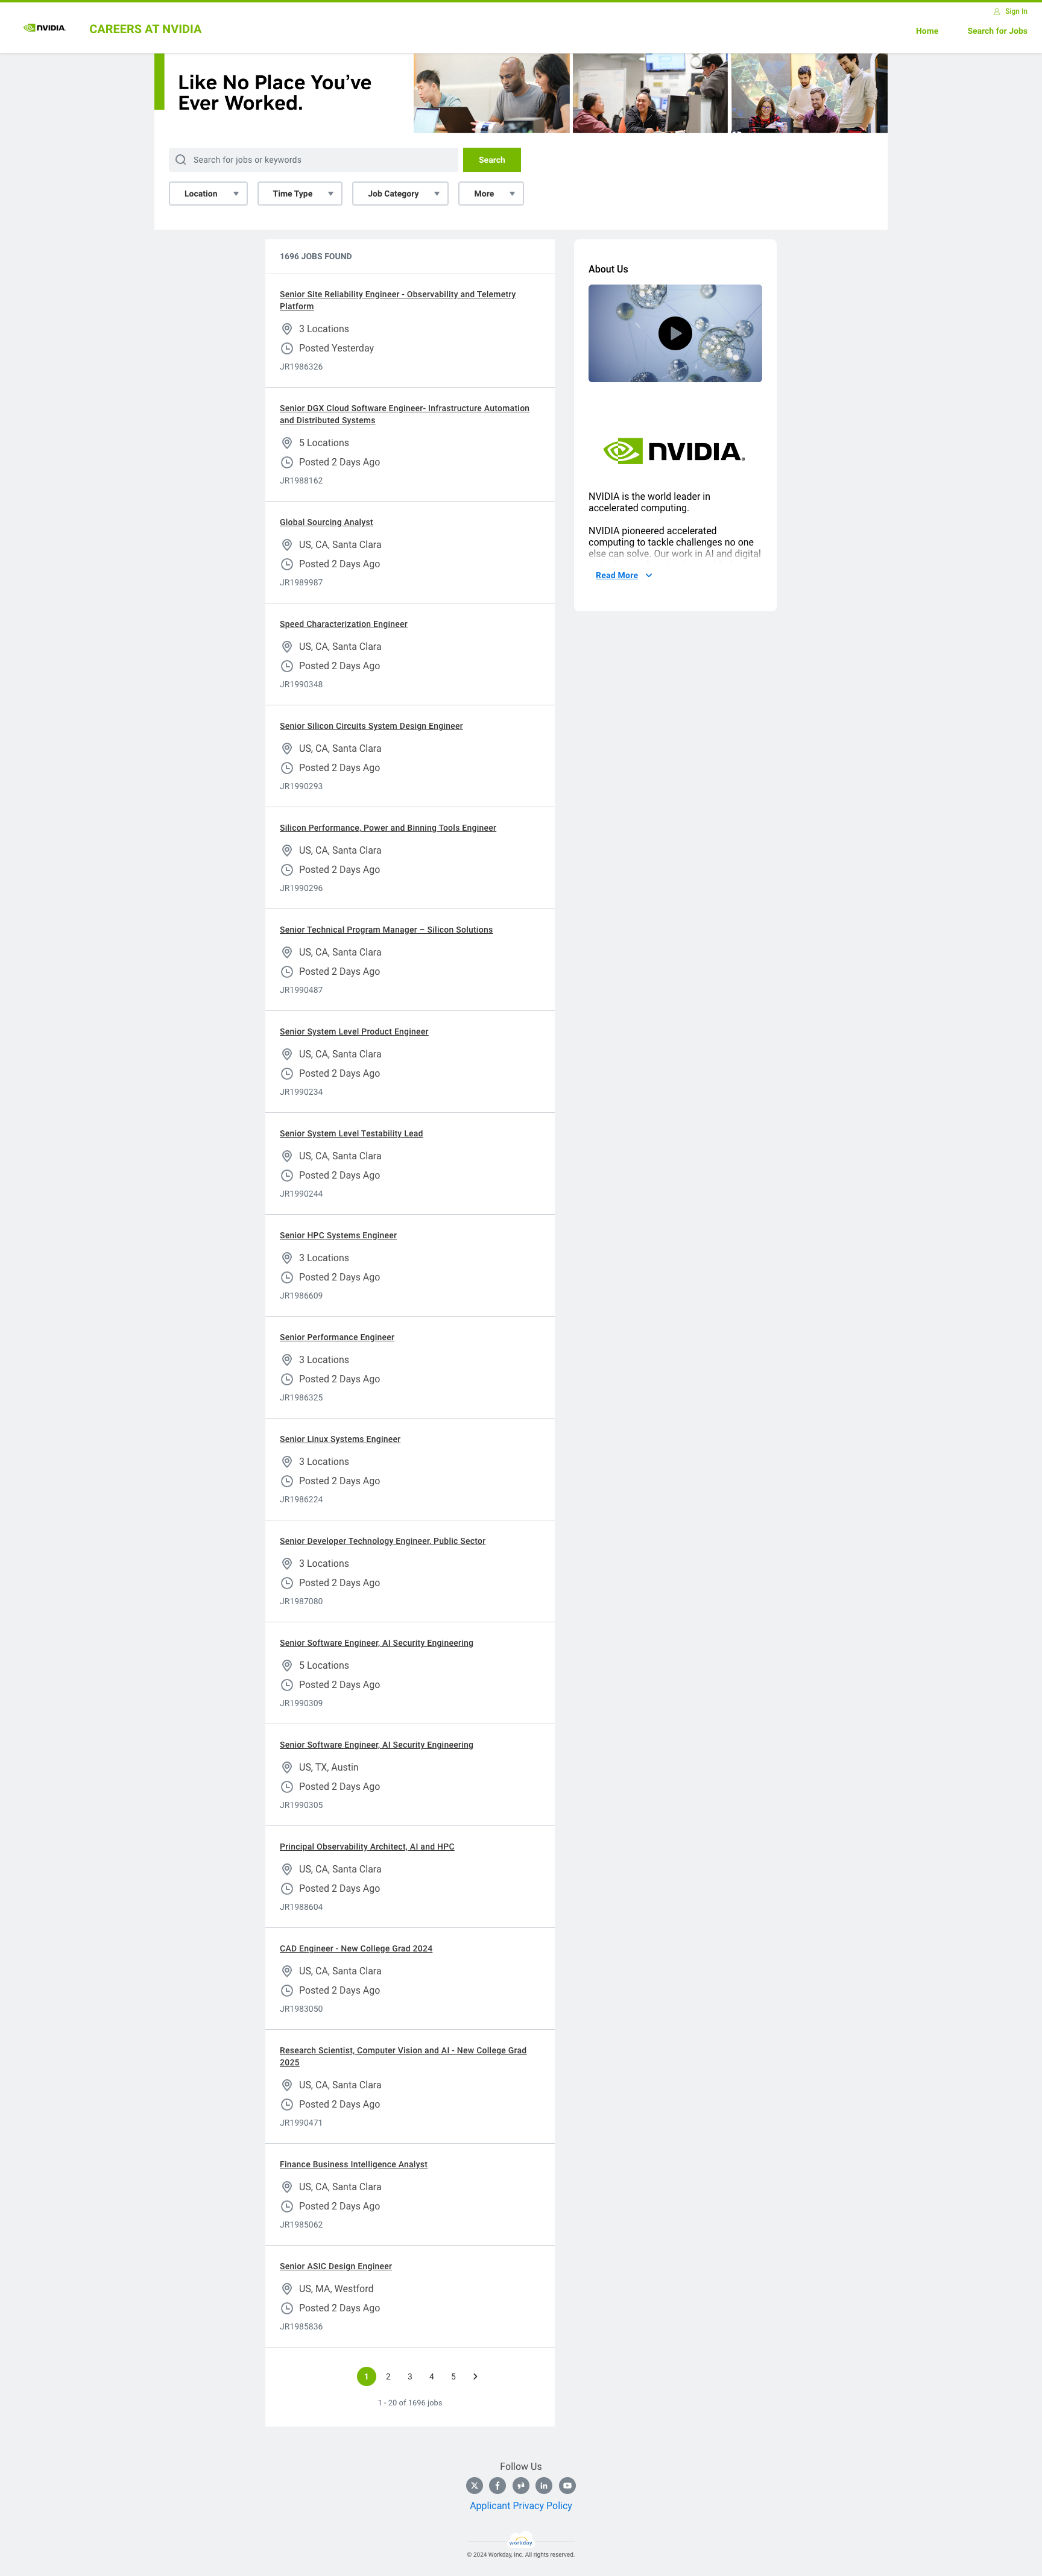 Sign In
NVIDIA.
CAREERS AT NVIDIA
Home
Search for Jobs
Like No Place You’ve
Ever Worked.
Search for jobs or keywords
Search
Location
Time Type
Job Category
More
1696 JOBS FOUND
Senior Site Reliability Engineer - Observability and Telemetry
Platform
3 Locations
Posted Yesterday
JR1986326
Senior DGX Cloud Software Engineer- Infrastructure Automation
and Distributed Systems
5 Locations
Posted 2 Days Ago
JR1988162
Global Sourcing Analyst
US, CA, Santa Clara
Posted 2 Days Ago
JR1989987
Speed Characterization Engineer
US, CA, Santa Clara
Posted 2 Days Ago
JR1990348
Senior Silicon Circuits System Design Engineer
US, CA, Santa Clara
Posted 2 Days Ago
JR1990293
Silicon Performance, Power and Binning Tools Engineer
US, CA, Santa Clara
Posted 2 Days Ago
JR1990296
Senior Technical Program Manager – Silicon Solutions
US, CA, Santa Clara
Posted 2 Days Ago
JR1990487
Senior System Level Product Engineer
US, CA, Santa Clara
Posted 2 Days Ago
JR1990234
Senior System Level Testability Lead
US, CA, Santa Clara
Posted 2 Days Ago
JR1990244
Senior HPC Systems Engineer
3 Locations
Posted 2 Days Ago
JR1986609
Senior Performance Engineer
3 Locations
Posted 2 Days Ago
JR1986325
Senior Linux Systems Engineer
3 Locations
Posted 2 Days Ago
JR1986224
Senior Developer Technology Engineer, Public Sector
3 Locations
Posted 2 Days Ago
JR1987080
Senior Software Engineer, AI Security Engineering
5 Locations
Posted 2 Days Ago
JR1990309
Senior Software Engineer, AI Security Engineering
US, TX, Austin
Posted 2 Days Ago
JR1990305
Principal Observability Architect, AI and HPC
US, CA, Santa Clara
Posted 2 Days Ago
JR1988604
CAD Engineer - New College Grad 2024
US, CA, Santa Clara
Posted 2 Days Ago
JR1983050
Research Scientist, Computer Vision and AI - New College Grad
2025
US, CA, Santa Clara
Posted 2 Days Ago
JR1990471
Finance Business Intelligence Analyst
US, CA, Santa Clara
Posted 2 Days Ago
JR1985062
Senior ASIC Design Engineer
US, MA, Westford
Posted 2 Days Ago
JR1985836
1 2 3 4 5
1 - 20 of 1696 jobs
About Us
NVIDIA.
NVIDIA is the world leader in
accelerated computing.
NVIDIA pioneered accelerated
computing to tackle challenges no one
else can solve. Our work in AI and digital
Read More
Follow Us
Applicant Privacy Policy
workday.
© 2024 Workday, Inc. All rights reserved.